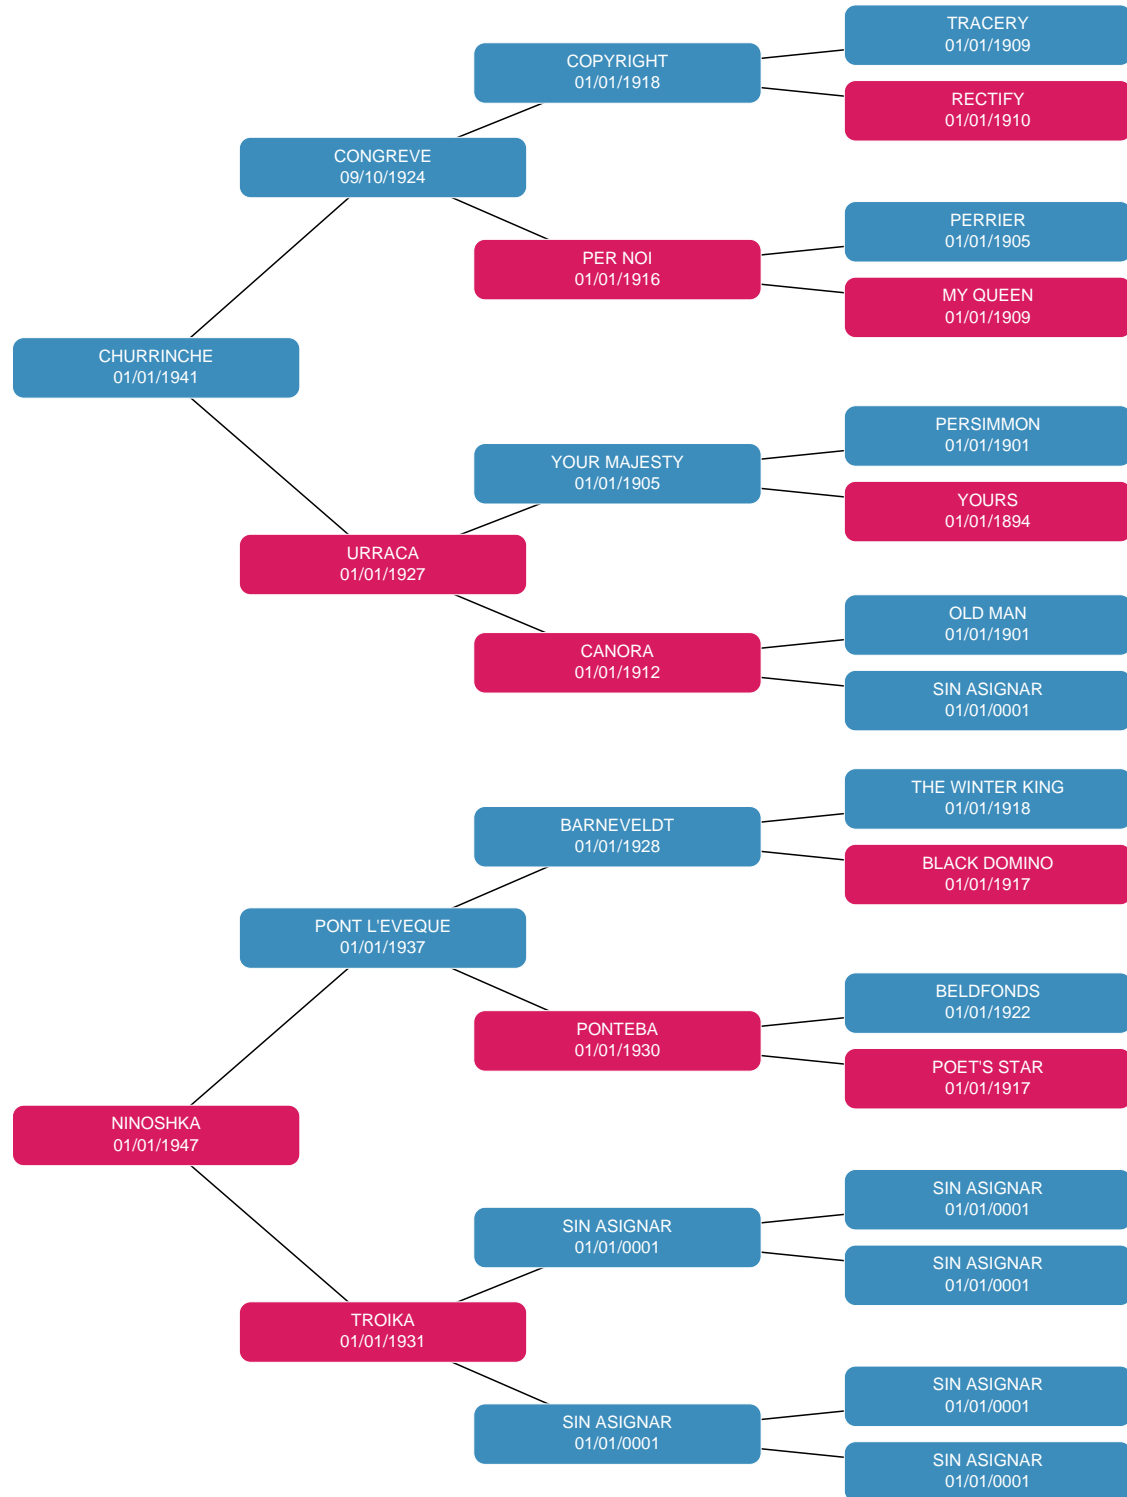 TRACERY
01/01/1909
COPYRIGHT
01/01/1918
RECTIFY
01/01/1910
CONGREVE
09/10/1924
PERRIER
01/01/1905
PER NOI
01/01/1916
MY QUEEN
01/01/1909
CHURRINCHE
01/01/1941
PERSIMMON
01/01/1901
YOUR MAJESTY
01/01/1905
YOURS
01/01/1894
URRACA
01/01/1927
OLD MAN
01/01/1901
CANORA
01/01/1912
SIN ASIGNAR
01/01/0001
THE WINTER KING
01/01/1918
BARNEVELDT
01/01/1928
BLACK DOMINO
01/01/1917
PONT L'EVEQUE
01/01/1937
BELDFONDS
01/01/1922
PONTEBA
01/01/1930
POET'S STAR
01/01/1917
NINOSHKA
01/01/1947
SIN ASIGNAR
01/01/0001
SIN ASIGNAR
01/01/0001
SIN ASIGNAR
01/01/0001
TROIKA
01/01/1931
SIN ASIGNAR
01/01/0001
SIN ASIGNAR
01/01/0001
SIN ASIGNAR
01/01/0001